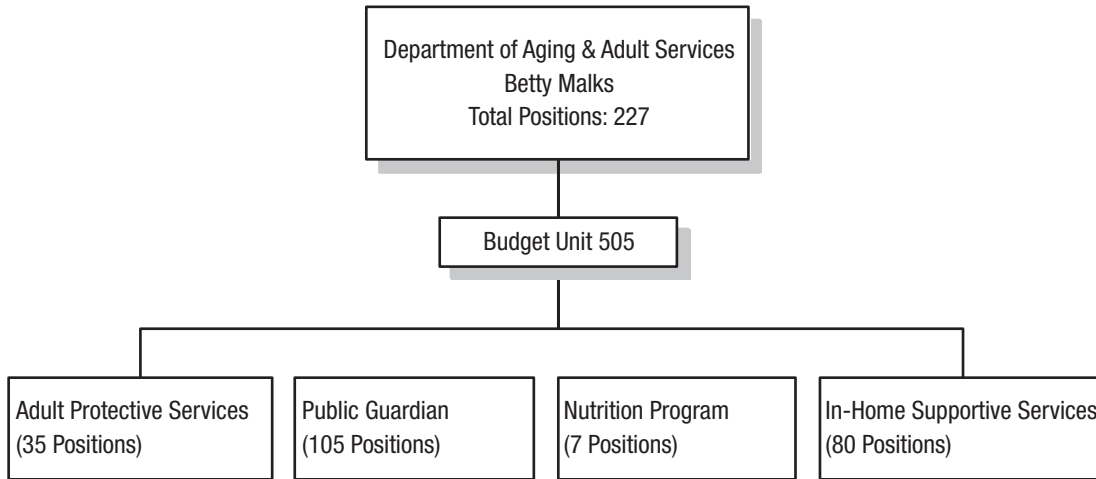 Department of Aging & Adult Services
Betty Malks
Total Positions: 227
Budget Unit 505
Adult Protective Services
(35 Positions)
Public Guardian
(105 Positions)
Nutrition Program
(7 Positions)
In-Home Supportive Services
(80 Positions)